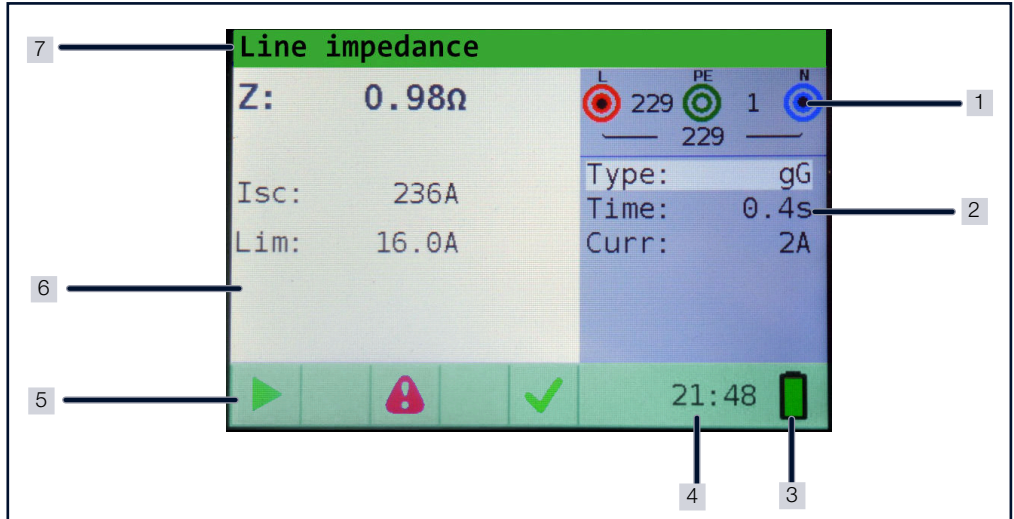 7 Line impedance
Z: 0.98Ω
L PE N
229 1
229
1
Isc: 236A
Lim: 16.0A
Type: gG
Time: 0.4s
Curr: 2A
2
6
5
21:48
4
3